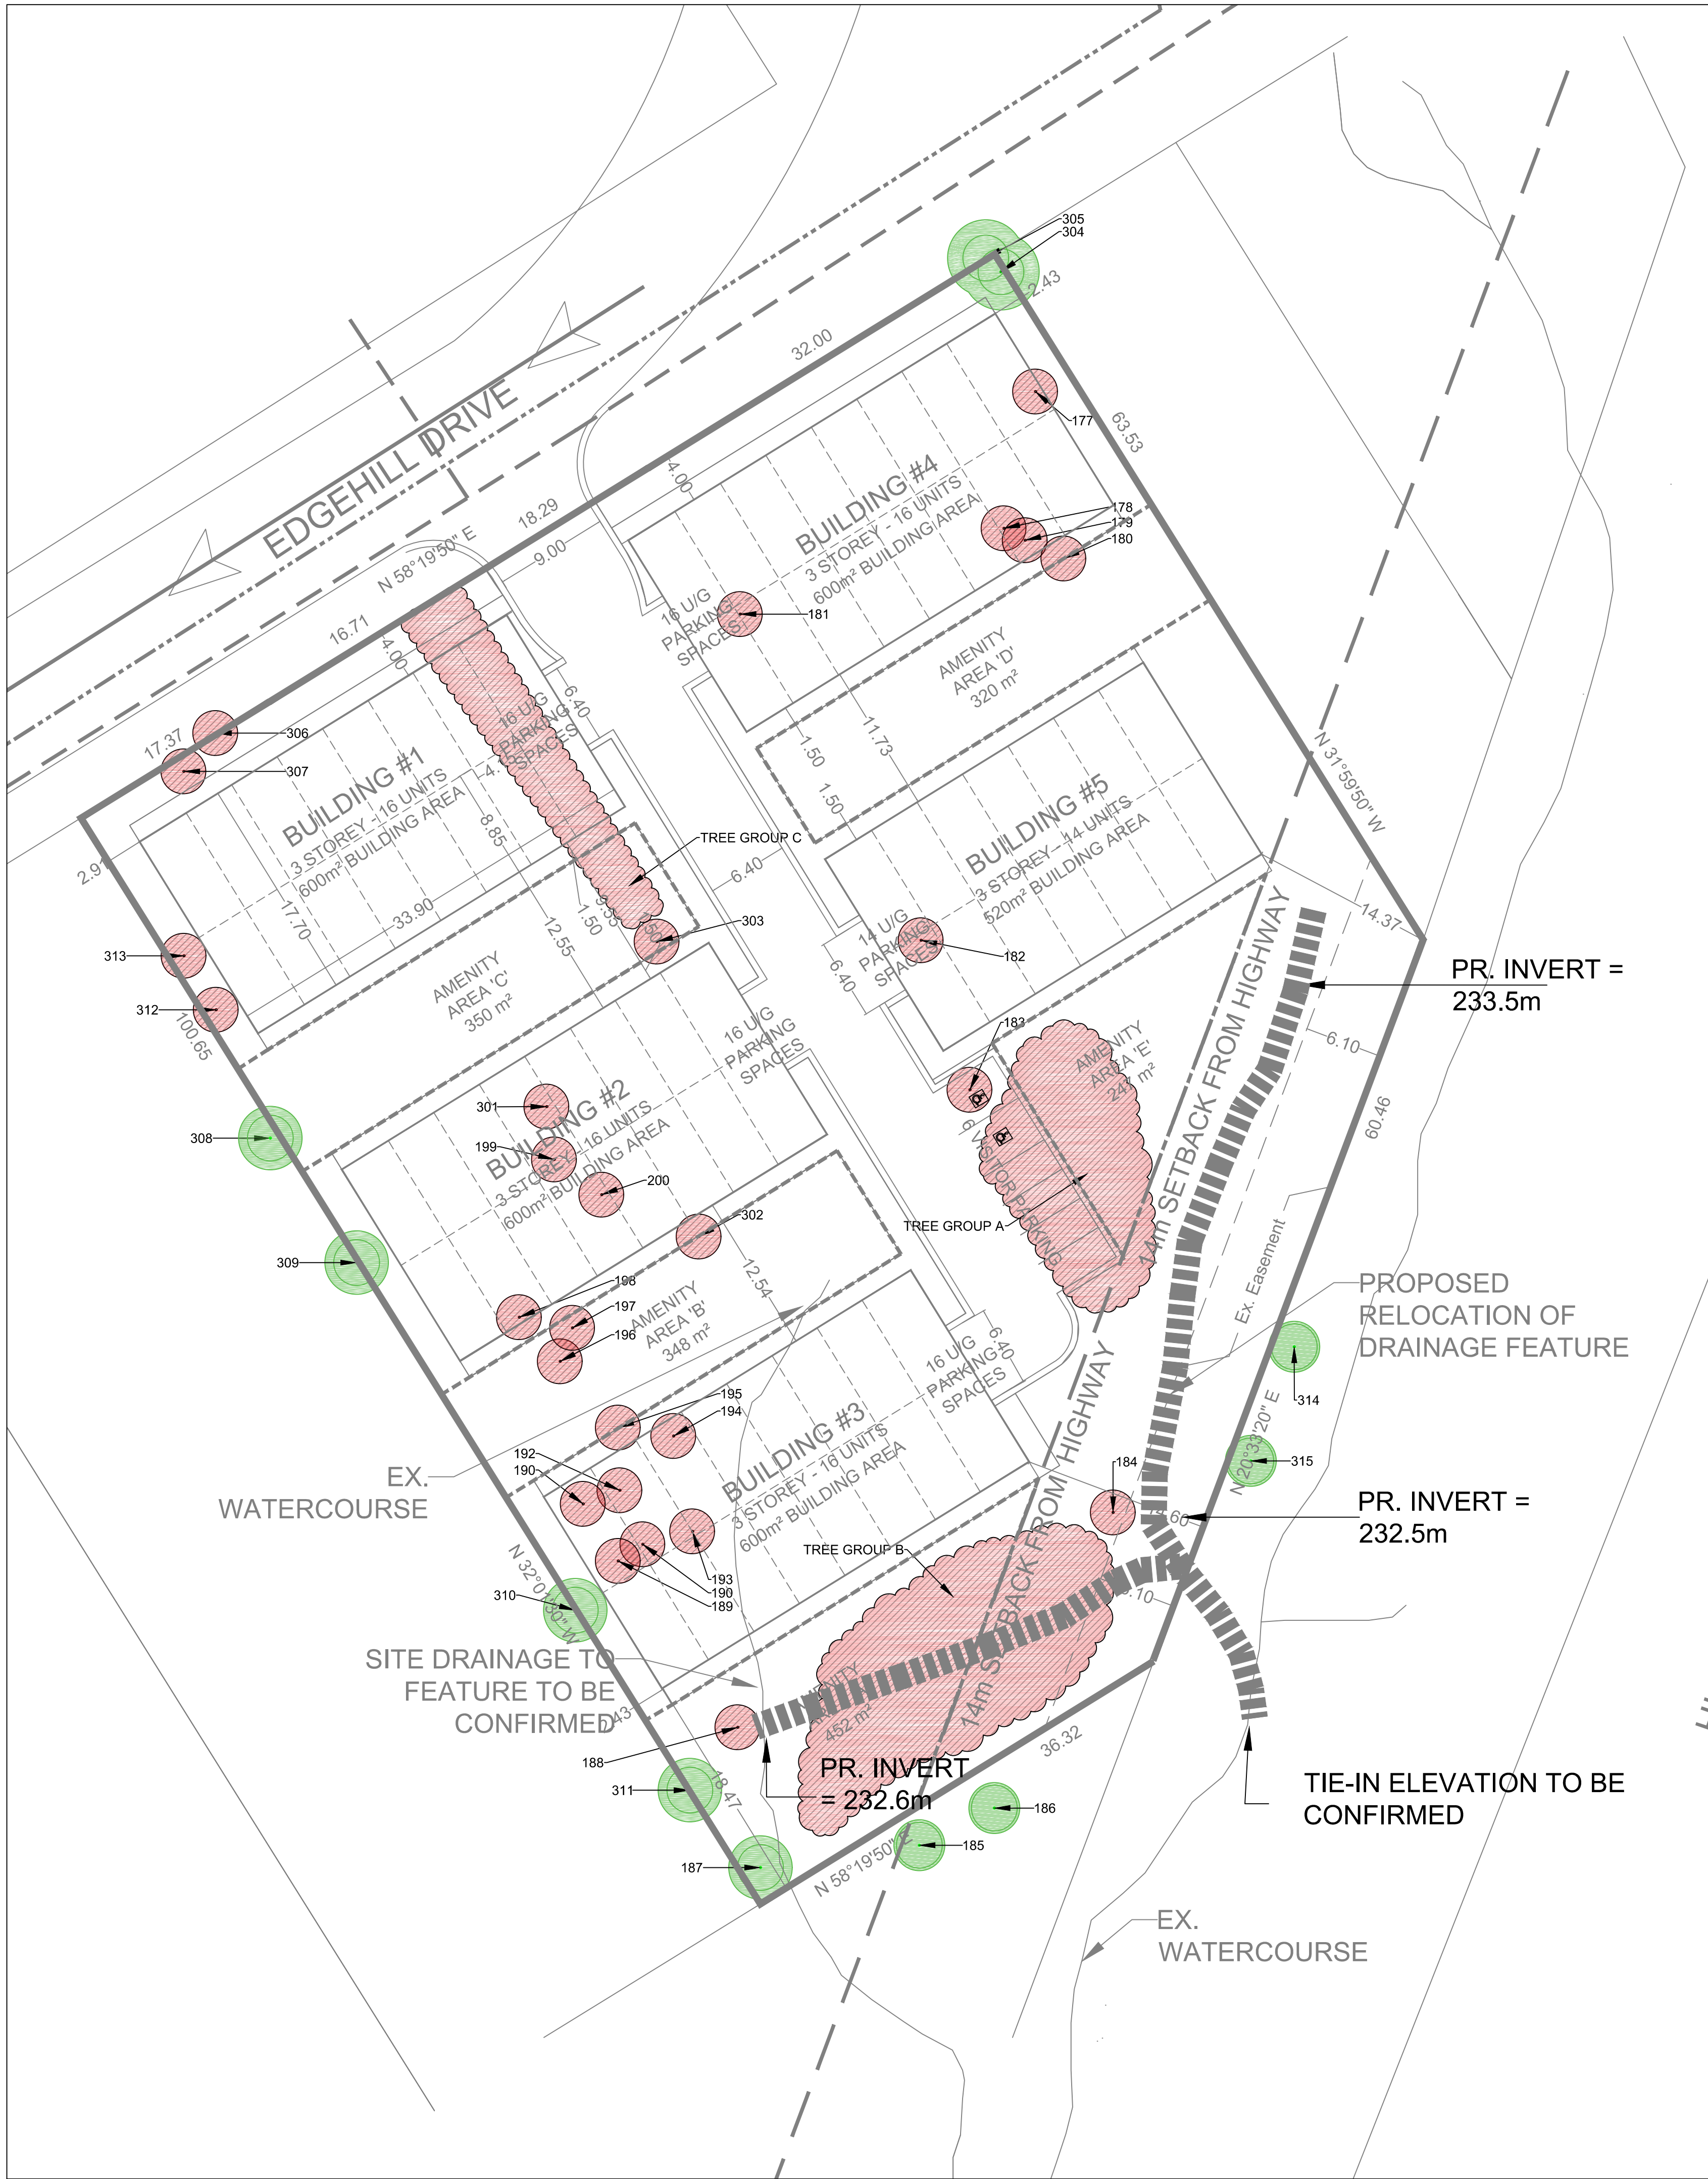 305
304
2.43
32.00
177
63.53
EDGEHILL DRIVE
N 58°19'50" E
18.29
9.00
4.00
BUILDING #4
3 STOREY - 16 UNITS
600m² BUILDING AREA
178
179
180
16 U/G
PARKING
SPACES
181
16.71
4.00
AMENITY
AREA 'D'
320 m²
6.40
16 U/G
PARKING
SPACES
306
17.37
307
BUILDING #1
3 STOREY - 16 UNITS
600m² BUILDING AREA
11.73
1.50
1.50
N 31°59'50" W
BUILDING #5
3 STOREY - 14 UNITS
520m² BUILDING AREA
8.85
TREE GROUP C
6.40
17.70
33.90
12.55
1.50
303
14 U/G
PARKING
SPACES
182
6.40
14.37
313
312
100.65
AMENITY
AREA 'C'
350 m²
PR. INVERT =
233.5m
16 U/G
PARKING
SPACES
183
AMENITY
AREA 'E'
m²
14m SETBACK FROM HIGHWAY
6.10
60.46
301
308
199
BUILDING #2
3 STOREY - 16 UNITS
600m² BUILDING AREA
200
302
6 VISITOR PARKING
TREE GROUP A
Ex. Easement
309
12.54
198
197
196
AMENITY
AREA 'B'
348 m²
PROPOSED
RELOCATION OF
DRAINAGE FEATURE
314
16 U/G
PARKING
SPACES
6.40
195
194
192
190
BUILDING #3
3 STOREY - 16 UNITS
600m² BUILDING AREA
EX.
WATERCOURSE
184
315
N 20°33'20" E
PR. INVERT =
232.5m
TREE GROUP B
193
190
189
N 32°01'30" W
310
14m SETBACK FROM HIGHWAY
SITE DRAINAGE TO
FEATURE TO BE
CONFIRMED
452 m²
188
36.32
PR. INVERT
= 232.6m
311
18.47
186
185
187
N 58°19'50" E
TIE-IN ELEVATION TO BE
CONFIRMED
EX.
WATERCOURSE